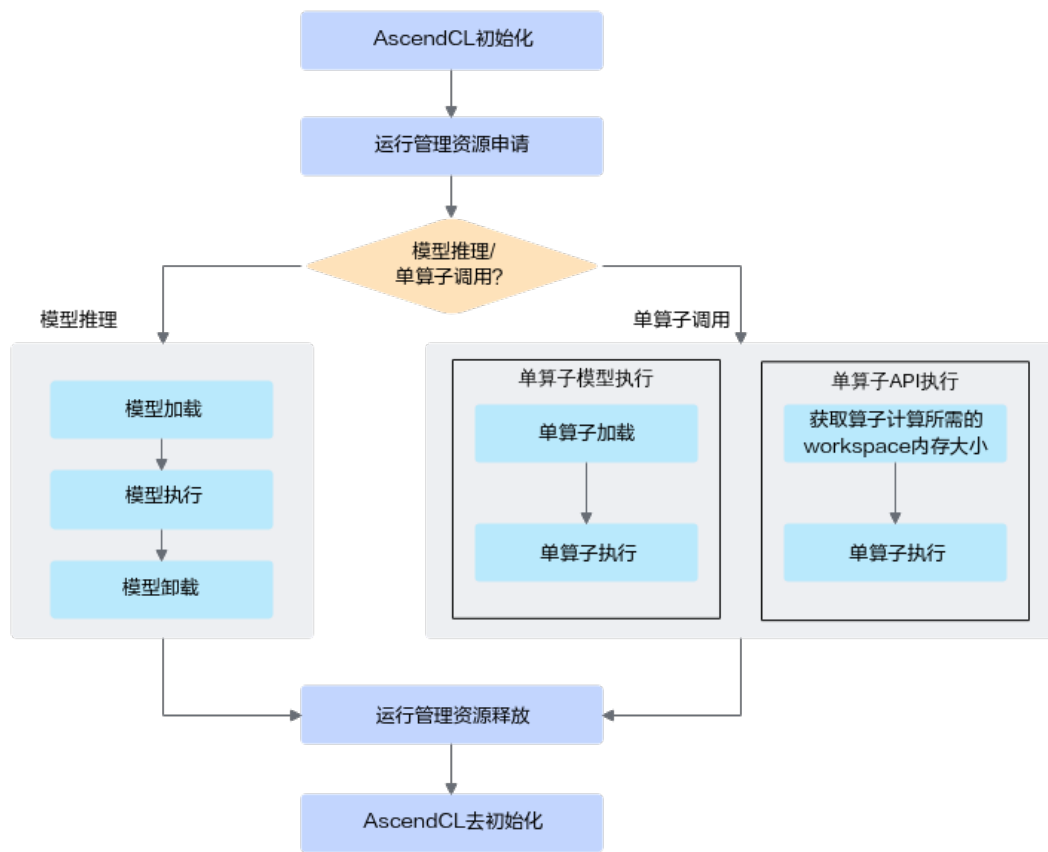 AscendCL初始化
运行管理资源申请
模型推理/
单算子调用?
模型推理
单算子调用
模型加载
模型执行
模型卸载
单算子模型执行
单算子加载
单算子执行
单算子API执行
获取算子计算所需的
workspace内存大小
单算子执行
运行管理资源释放
AscendCL去初始化